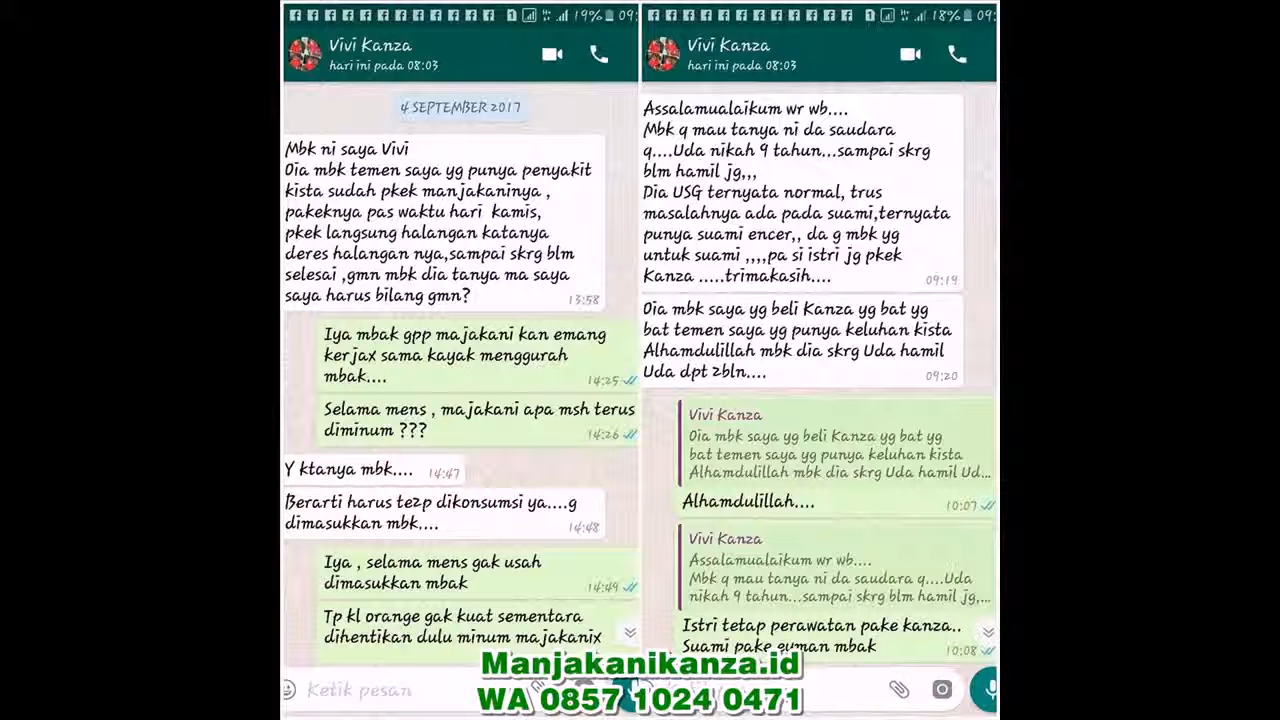 19% 09:
Vivi Kanza
hari ini pada 08:03
4 SEPTEMBER 2017
Mbk ni saya Vivi
Oia mbk temen saya yg punya penyakit
kista sudah pkek manjakaninya ,
pakeknya pas waktu hari kamis,
pkek langsung halangan katanya
deres halangan nya,sampai skrg blm
selesai ,gmn mbk dia tanya ma saya
saya harus bilang gmn?
13:58
Iya mbak gpp majakani kan emang
kerjax sama kayak menggurah
mbak....
14:25
Selama mens , majakani apa msh terus
diminum ???
14:26
Y ktanya mbk....
14:47
Berarti harus te2p dikonsumsi ya....g
dimasukkan mbk....
14:48
Iya , selama mens gak usah
dimasukkan mbak
14:49
Tp kl orange gak kuat sementara
dihentikan dulu minum majakanix
Ketik pesan
18% 09:
Vivi Kanza
hari ini pada 08:03
Assalamualaikum wr wb....
Mbk q mau tanya ni da saudara
q....Uda nikah 9 tahun...sampai skrg
blm hamil jg,,,
Dia USG ternyata normal, trus
masalahnya ada pada suami,ternyata
punya suami encer,, da g mbk yg
untuk suami ,,,,pa si istri jg pkek
Kanza .....trimakasih....
09:19
Oia mbk saya yg beli Kanza yg bat yg
bat temen saya yg punya keluhan kista
Alhamdulillah mbk dia skrg Uda hamil
Uda dpt 2bln....
09:20
Vivi Kanza
Oia mbk saya yg beli Kanza yg bat yg
bat temen saya yg punya keluhan kista
Alhamdulillah mbk dia skrg Uda hamil Ud...
Alhamdulillah....
10:07
Vivi Kanza
Assalamualaikum wr wb....
Mbk q mau tanya ni da saudara q....Uda
nikah 9 tahun...sampai skrg blm hamil jg,...
Istri tetap perawatan pake kanza..
Suami pake gyman mbak
10:08
Manjakanikanza.id
WA 0857 1024 0471